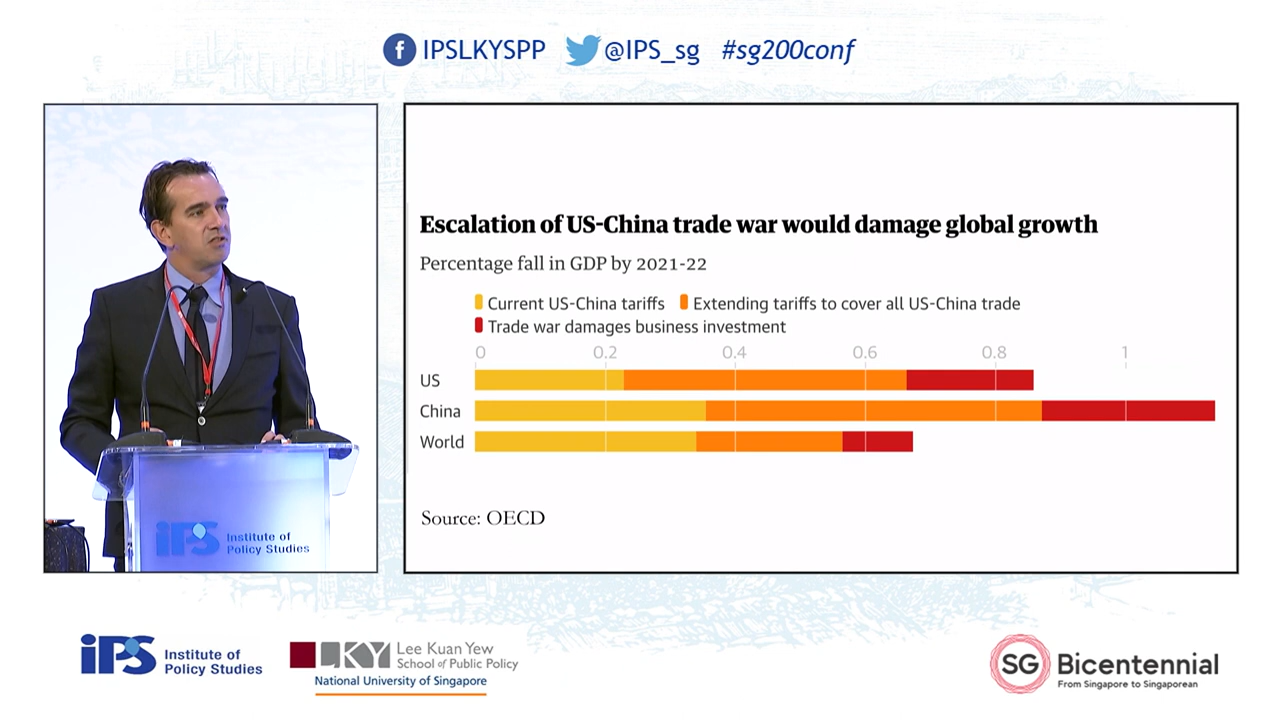 IPSLKYSPP @IPS_sg #sg200conf
Escalation of US-China trade war would damage global growth
Percentage fall in GDP by 2021-22
Current US-China tariffs Extending tariffs to cover all US-China trade
Trade war damages business investment
0 0.2 0.4 0.6 0.8 1
US
China
World
Source: OECD
iPS Institute of
Policy Studies
iPS Institute of
Policy Studies
LKY Lee Kuan Yew
School of Public Policy
National University of Singapore
SG Bicentennial
From Singapore to Singaporean